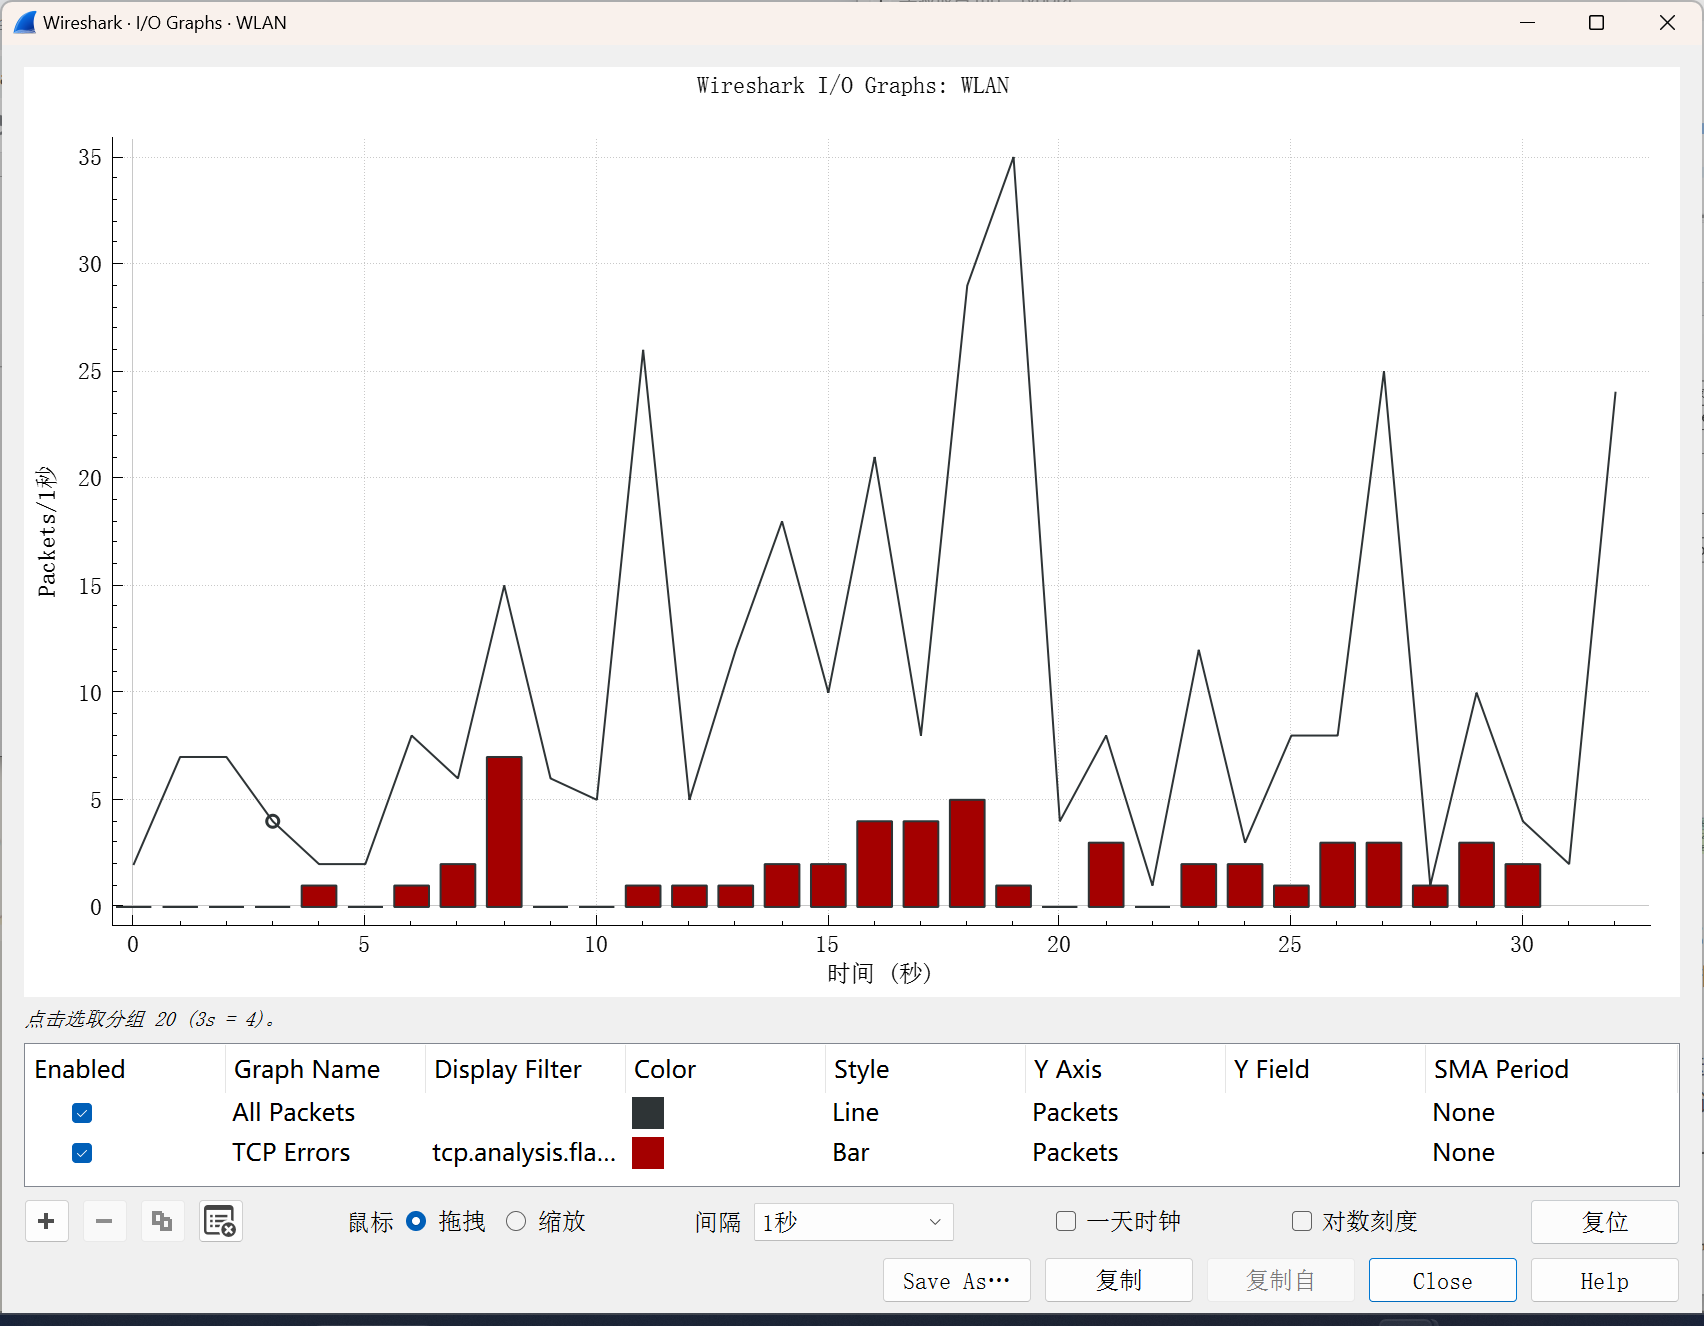 Wireshark · I/O Graphs · WLAN
Wireshark I/O Graphs: WLAN
35
30
25
20
15
10
5
0
Packets/1秒
0 5 10 15 20 25 30
时间 (秒)
点击选取分组 20 (3s = 4)。
Enabled Graph Name Display Filter Color Style Y Axis Y Field SMA Period
All Packets Line Packets None
TCP Errors tcp.analysis.fla... Bar Packets None
鼠标 拖拽 缩放 间隔 1秒 一天时钟 对数刻度 复位
Save As··· 复制 复制自 Close Help